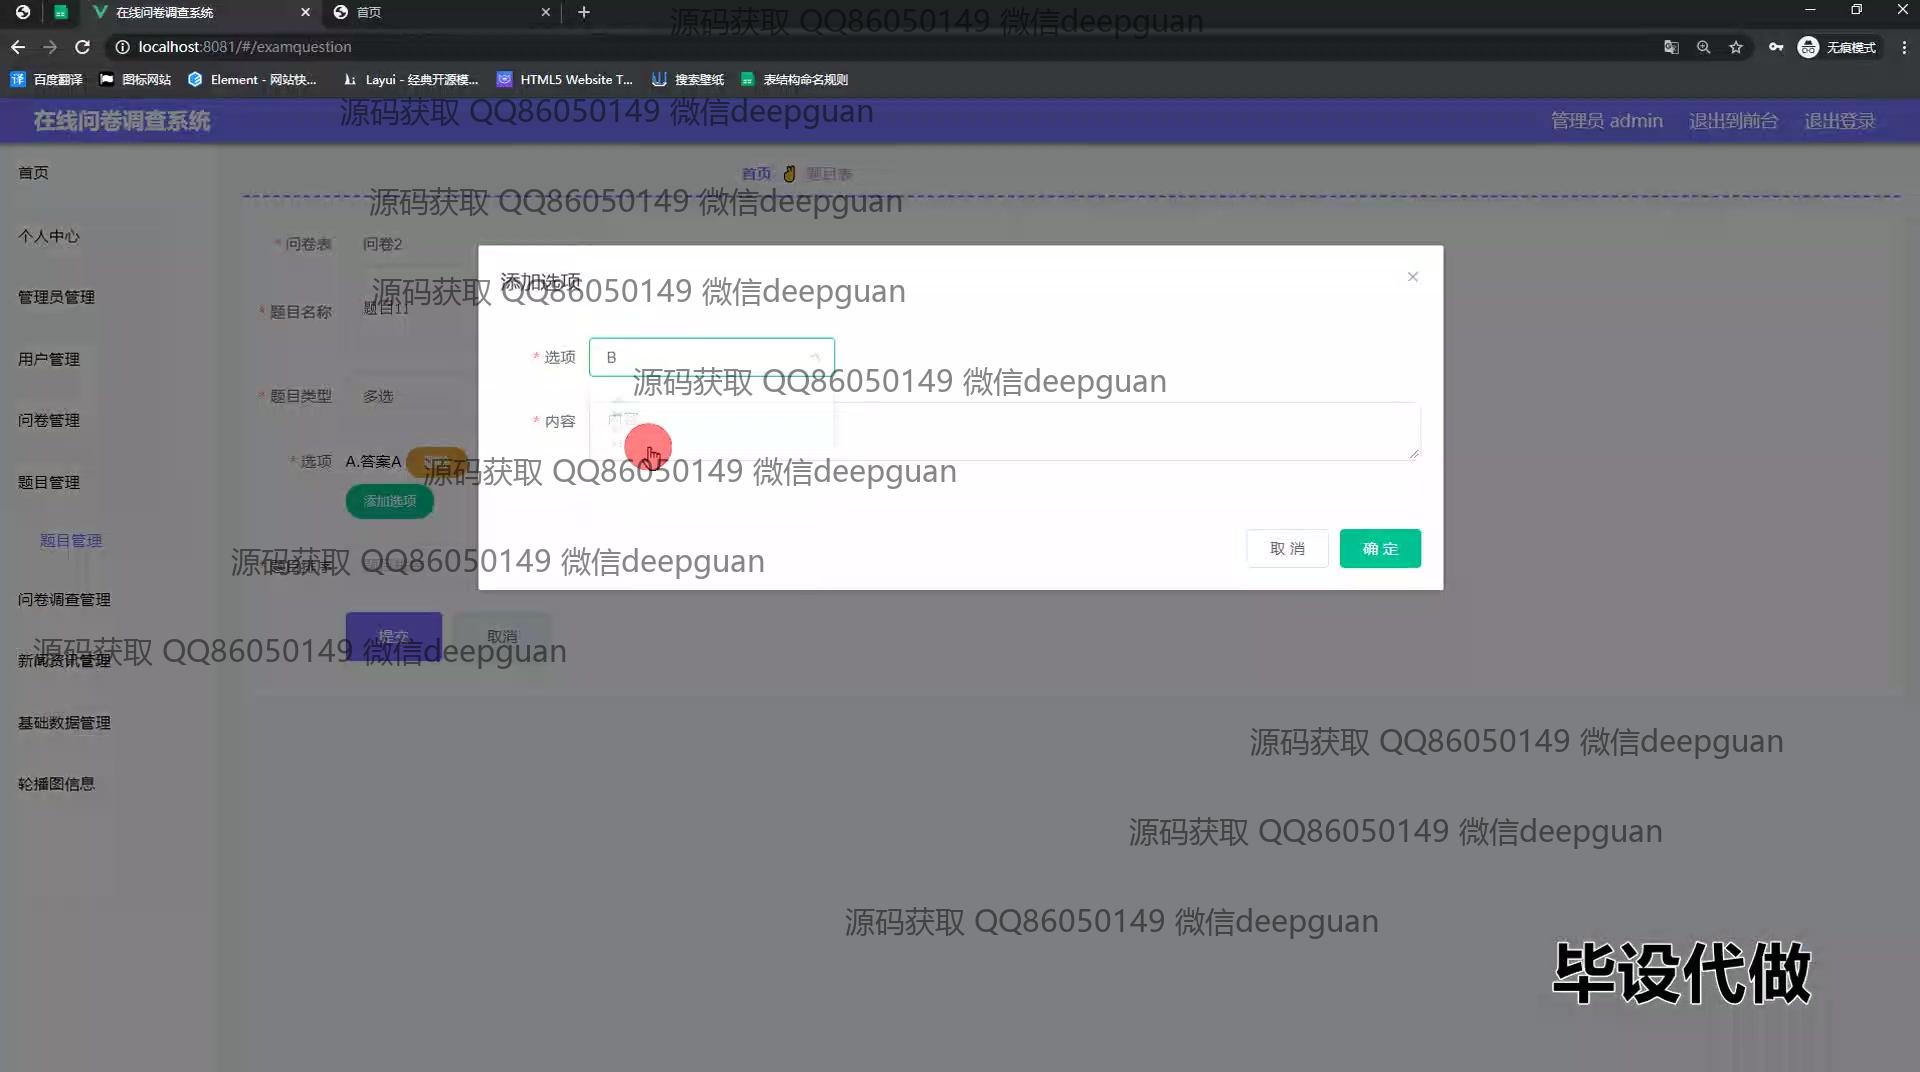 在线问卷调查系统
首页
localhost:8081/#/examquestion
无痕模式
百度翻译
图标网站
Element - 网站快...
Layui - 经典开源模...
HTML5 Website T...
搜索壁纸
表结构命名规则
源码获取 QQ86050149 微信deepguan
在线问卷调查系统
源码获取 QQ86050149 微信deepguan
管理员 admin
退出到前台
退出登录
首页
首页
题目表
源码获取 QQ86050149 微信deepguan
个人中心
* 问卷表
问卷2
添加选项
源码获取 QQ86050149 微信deepguan
管理员管理
* 题目名称
题目11
用户管理
* 选项
B
源码获取 QQ86050149 微信deepguan
* 题目类型
多选
问卷管理
* 内容
内容
* 选项
A.答案A
源码获取 QQ86050149 微信deepguan
题目管理
添加选项
题目管理
取 消
确 定
源码获取 QQ86050149 微信deepguan
问卷调查管理
提交
取消
源码获取 QQ86050149 微信deepguan
新闻资讯管理
基础数据管理
源码获取 QQ86050149 微信deepguan
轮播图信息
源码获取 QQ86050149 微信deepguan
源码获取 QQ86050149 微信deepguan
毕设代做